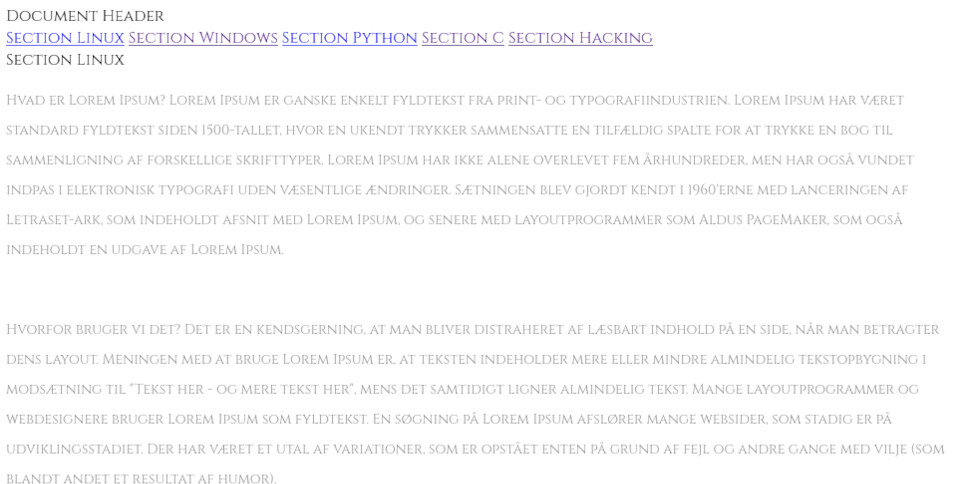 Document Header
Section Linux Section Windows Section Python Section C Section Hacking
Section Linux
Hvad er Lorem Ipsum? Lorem Ipsum er ganske enkelt fyldtekst fra print- og typografiindustrien. Lorem Ipsum har været
standard fyldtekst siden 1500-tallet, hvor en ukendt trykker sammensatte en tilfældig spalte for at trykke en bog til
sammenligning af forskellige skrifttyper. Lorem Ipsum har ikke alene overlevet fem århundreder, men har også vundet
indpas i elektronisk typografi uden væsentlige ændringer. Sætningen blev gjordt kendt i 1960'erne med lanceringen af
Letraset-ark, som indeholdt afsnit med Lorem Ipsum, og senere med layoutprogrammer som Aldus PageMaker, som også
indeholdt en udgave af Lorem Ipsum.
Hvorfor bruger vi det? Det er en kendsgerning, at man bliver distraheret af læsbart indhold på en side, når man betragter
dens layout. Meningen med at bruge Lorem Ipsum er, at teksten indeholder mere eller mindre almindelig tekstopbygning i
modsætning til "Tekst her - og mere tekst her", mens det samtidigt ligner almindelig tekst. Mange layoutprogrammer og
webdesignere bruger Lorem Ipsum som fyldtekst. En søgning på Lorem Ipsum afslører mange websider, som stadig er på
udviklingsstadiet. Der har været et utal af variationer, som er opstået enten på grund af fejl og andre gange med vilje (som
blandt andet et resultat af humor).